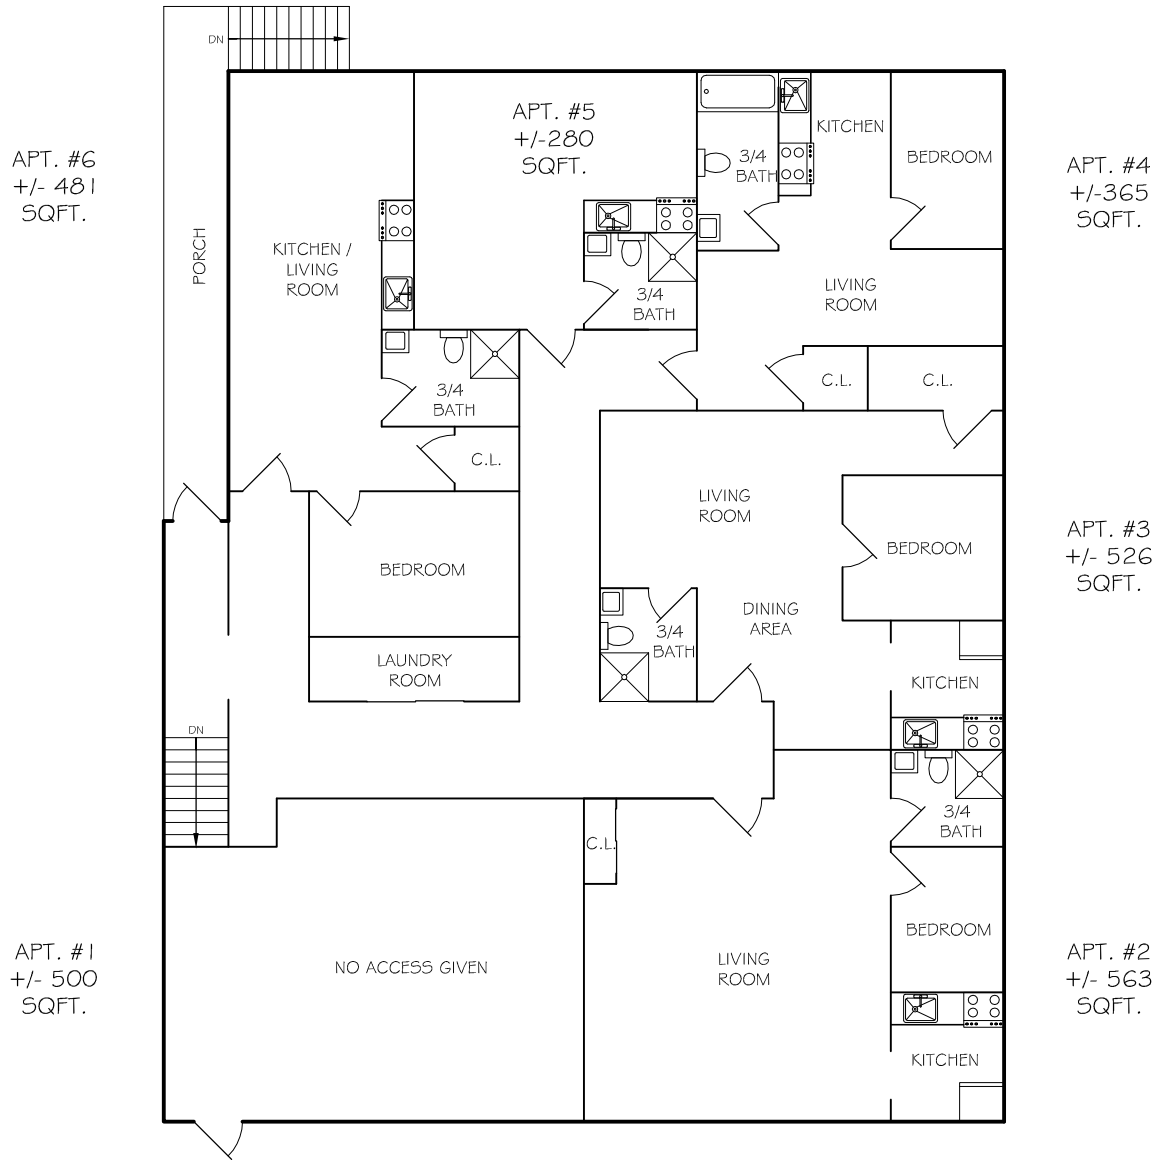 DN
APT. #5
+/-280
SQFT.
KITCHEN
3/4
BATH
BEDROOM
APT. #6
+/- 481
SQFT.
APT. #4
+/-365
SQFT.
PORCH
KITCHEN /
LIVING
ROOM
3/4
BATH
LIVING
ROOM
3/4
BATH
C.L.
C.L.
C.L.
LIVING
ROOM
BEDROOM
APT. #3
+/- 526
SQFT.
BEDROOM
DINING
AREA
3/4
BATH
LAUNDRY
ROOM
KITCHEN
DN
3/4
BATH
C.L.
BEDROOM
APT. #1
+/- 500
SQFT.
NO ACCESS GIVEN
LIVING
ROOM
APT. #2
+/- 563
SQFT.
KITCHEN